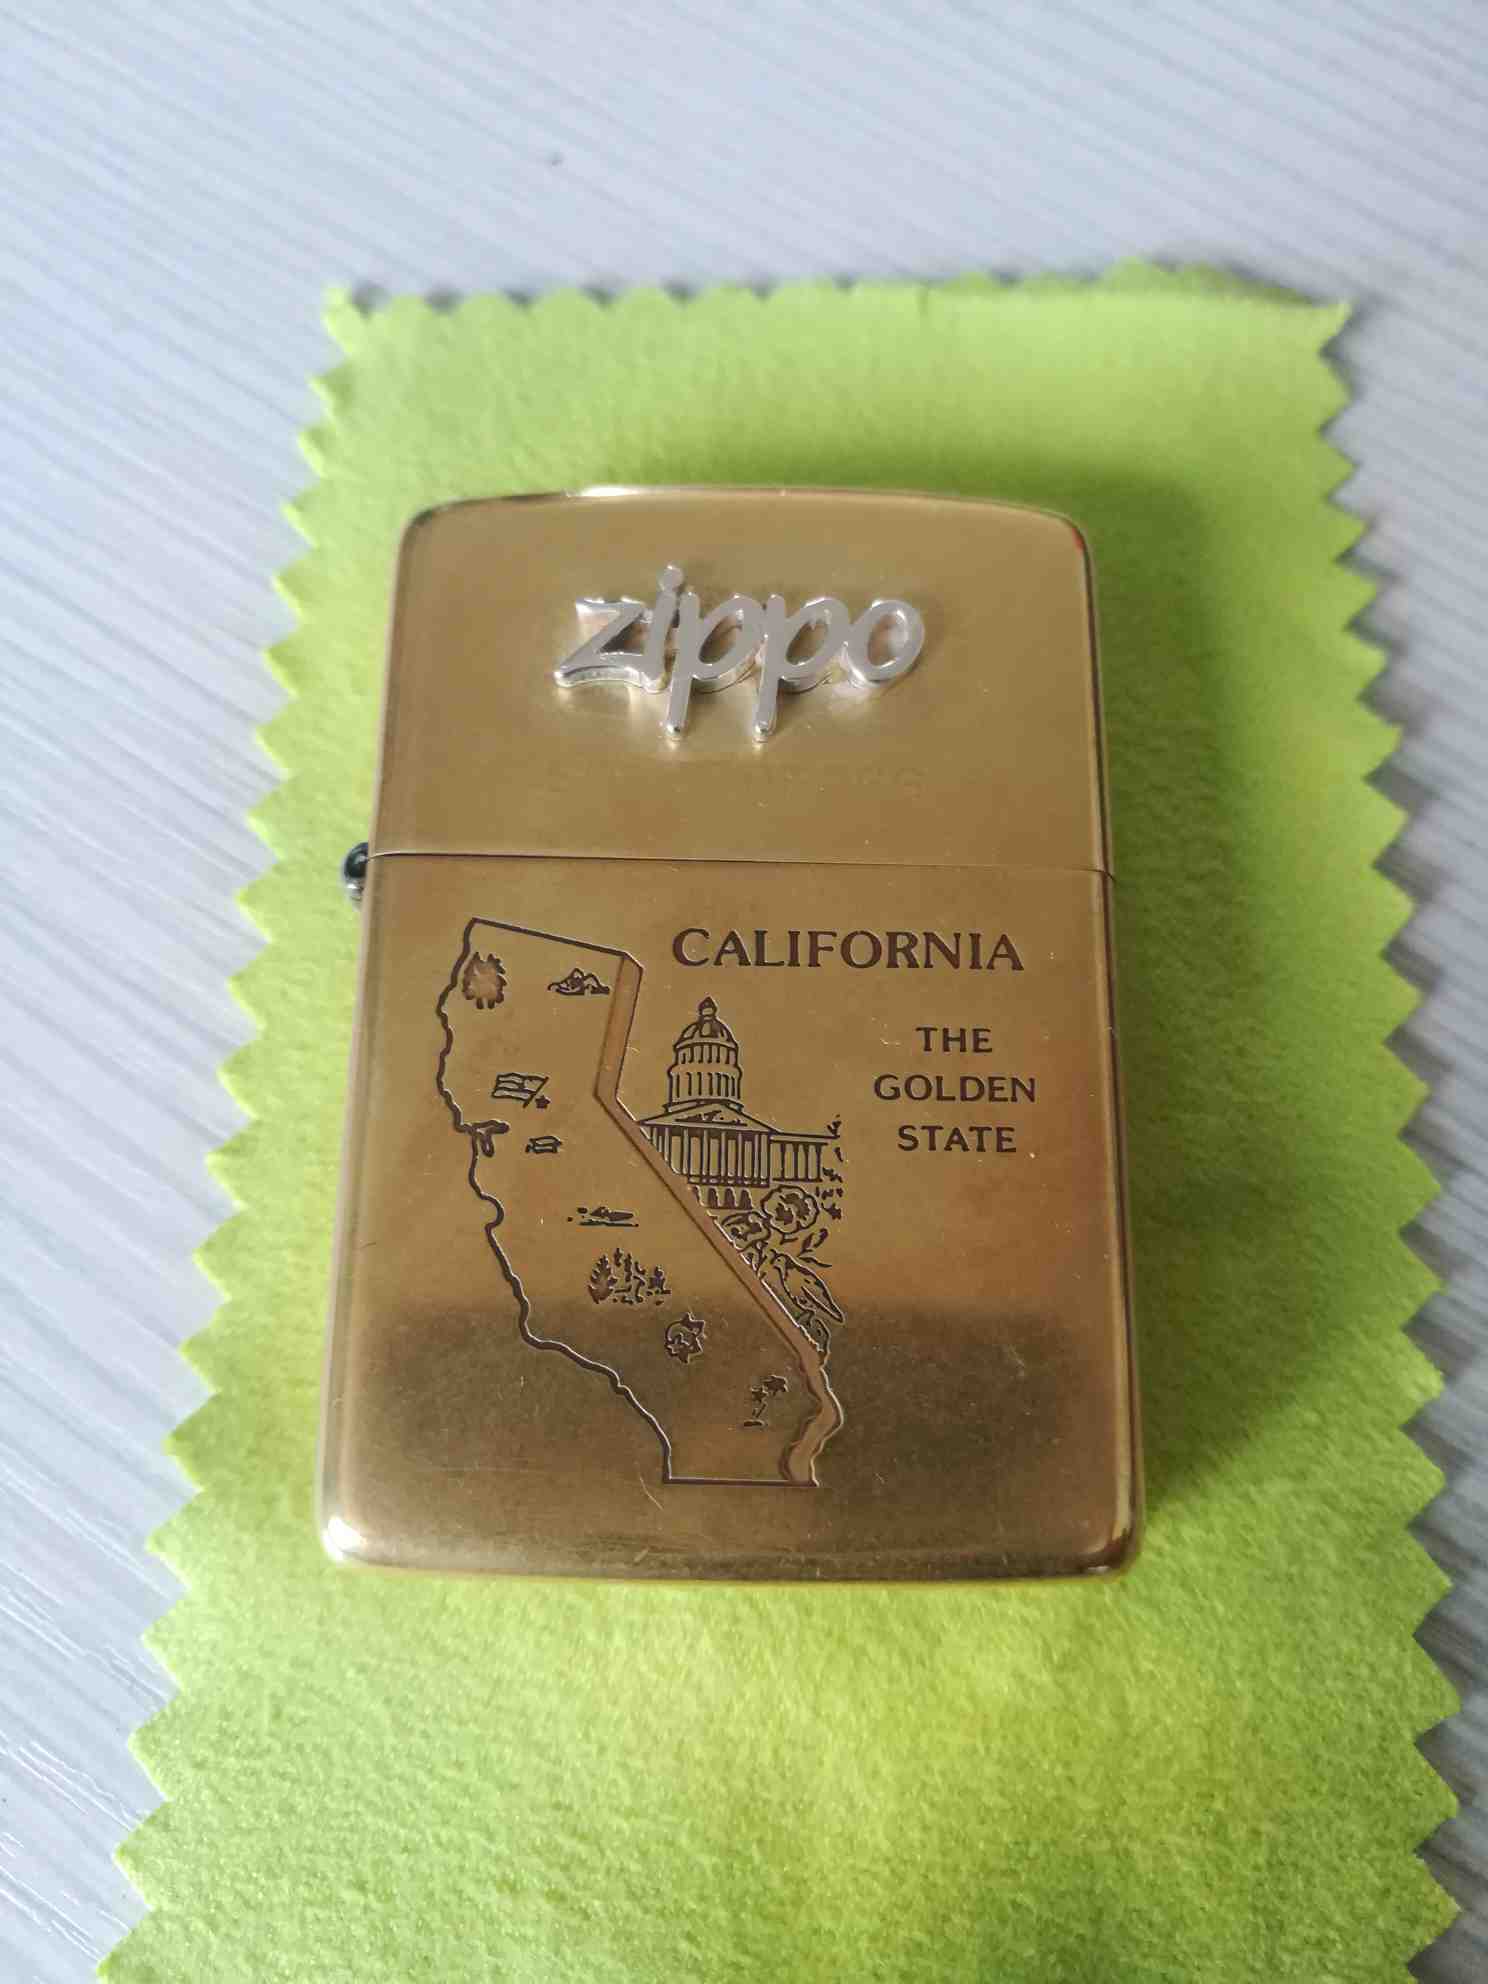 zippo
CALIFORNIA
THE
GOLDEN
STATE